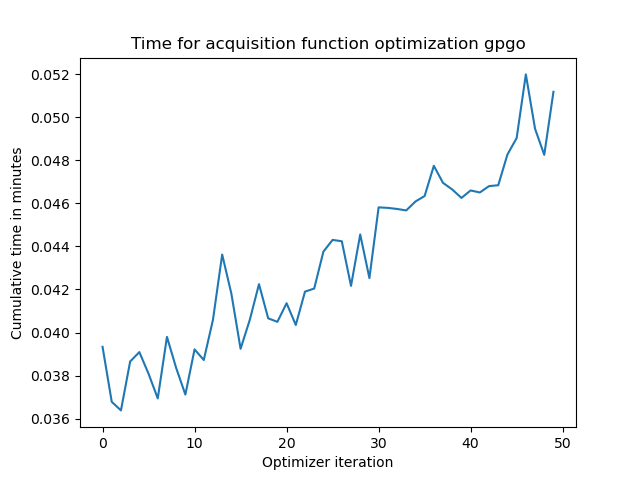 Time for acquisition function optimization gpgo
0.052
0.050
0.048
0.046
0.044
0.042
0.040
0.038
0.036
Cumulative time in minutes
0 10 20 30 40 50
Optimizer iteration